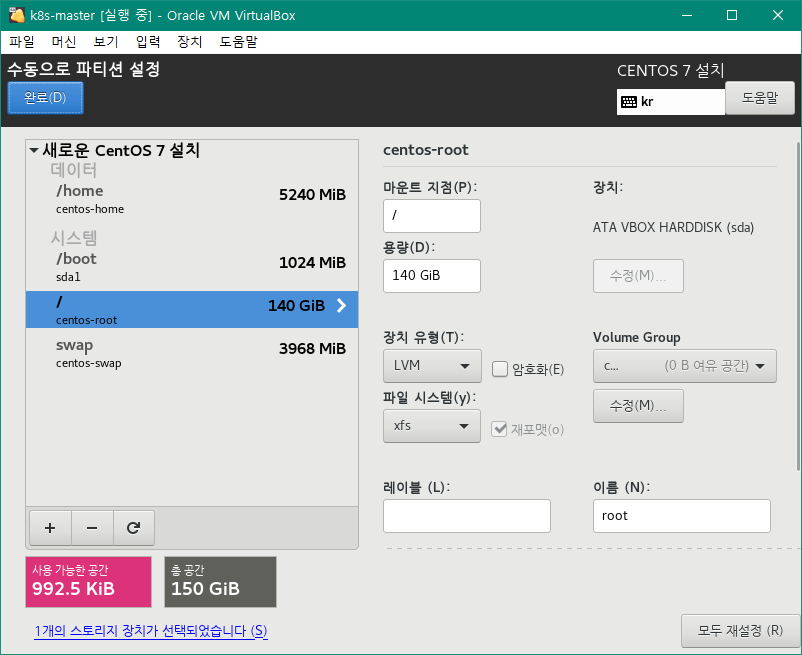 k8s-master [실행 중] - Oracle VM VirtualBox
파일 머신 보기 입력 장치 도움말
수동으로 파티션 설정
완료(D)
CENTOS 7 설치
kr
도움말
새로운 CentOS 7 설치
데이터
/home 5240 MiB
centos-home
시스템
/boot 1024 MiB
sda1
/ 140 GiB
centos-root
swap 3968 MiB
centos-swap
centos-root
마운트 지점(P):
/
장치:
ATA VBOX HARDDISK (sda)
용량(D):
140 GiB
수정(M)...
장치 유형(T):
LVM
암호화(E)
Volume Group
c... (0 B 여유 공간)
파일 시스템(y):
xfs
재포맷(o)
수정(M)...
레이블 (L):
이름 (N):
root
사용 가능한 공간
992.5 KiB
총 공간
150 GiB
1개의 스토리지 장치가 선택되었습니다 (S)
모두 재설정 (R)